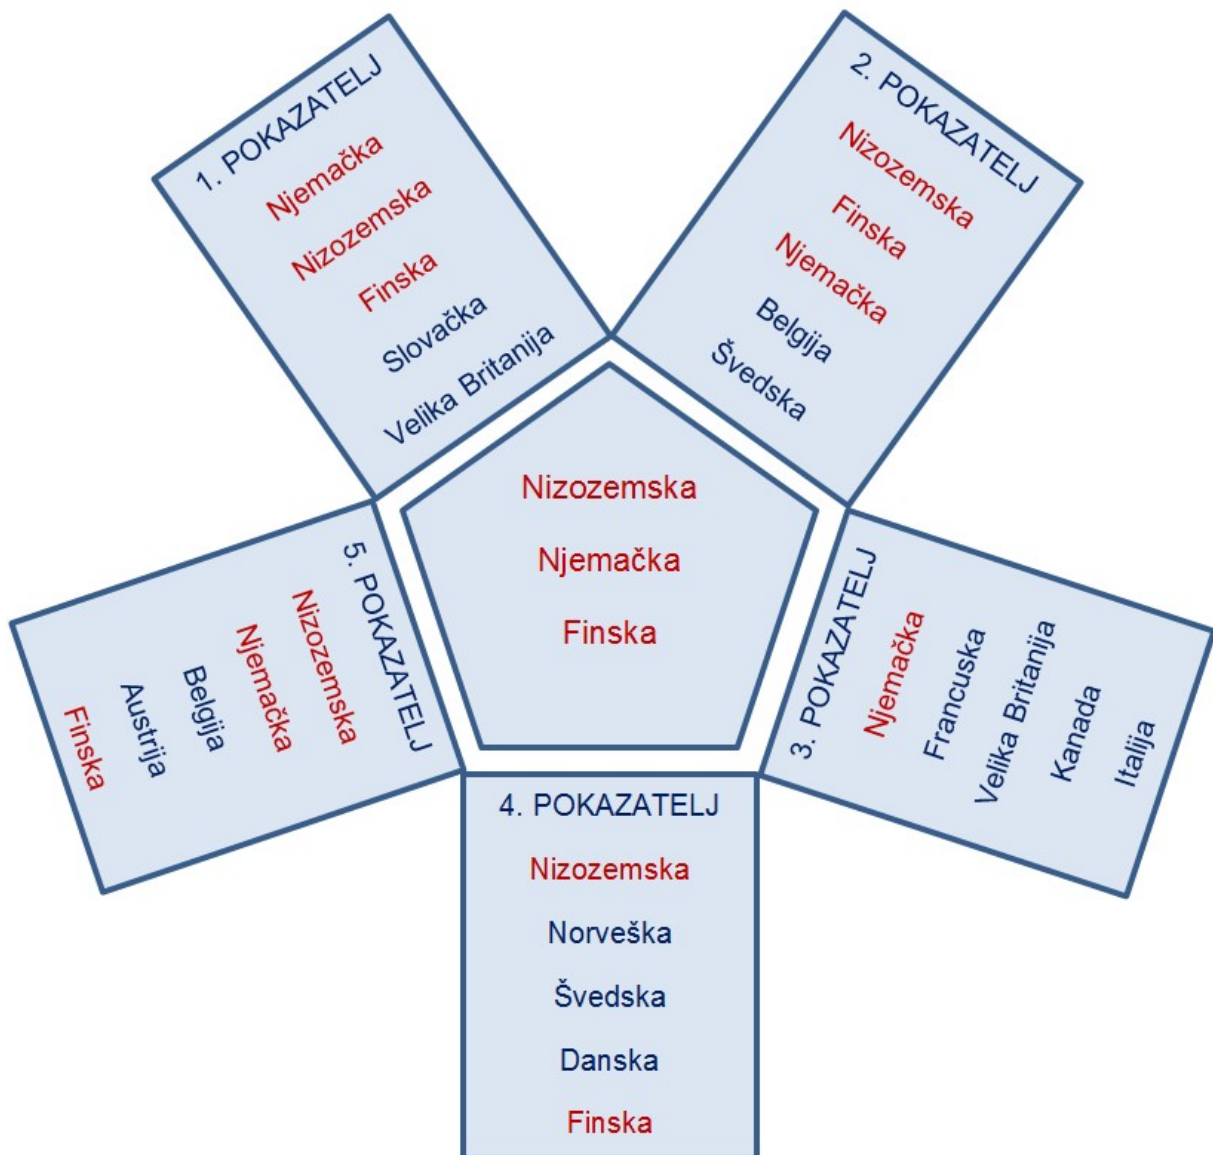 1. POKAZATELJ
Njemačka
Nizozemska
Finska
Slovačka
Velika Britanija
2. POKAZATELJ
Nizozemska
Finska
Njemačka
Belgija
Švedska
Nizozemska
Njemačka
Finska
3. POKAZATELJ
Njemačka
Francuska
Velika Britanija
Kanada
Italija
4. POKAZATELJ
Nizozemska
Norveška
Švedska
Danska
Finska
5. POKAZATELJ
Nizozemska
Njemačka
Belgija
Austrija
Finska